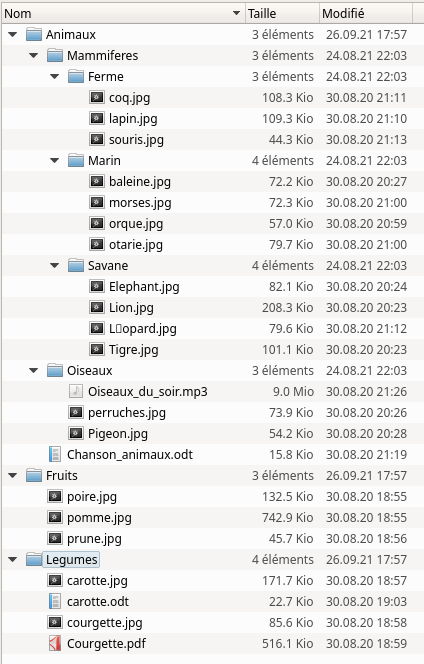 Nom Taille Modifié
Animaux 3 éléments 26.09.21 17:57
Mammiferes 3 éléments 24.08.21 22:03
Ferme 3 éléments 24.08.21 22:03
coq.jpg 108.3 Kio 30.08.20 21:11
lapin.jpg 109.3 Kio 30.08.20 21:10
souris.jpg 44.3 Kio 30.08.20 21:13
Marin 4 éléments 24.08.21 22:03
baleine.jpg 72.2 Kio 30.08.20 20:27
morses.jpg 72.3 Kio 30.08.20 21:00
orque.jpg 57.0 Kio 30.08.20 20:59
otarie.jpg 79.7 Kio 30.08.20 21:00
Savane 4 éléments 24.08.21 22:03
Elephant.jpg 82.1 Kio 30.08.20 20:24
Lion.jpg 208.3 Kio 30.08.20 20:23
L▯opard.jpg 79.6 Kio 30.08.20 21:12
Tigre.jpg 101.1 Kio 30.08.20 20:23
Oiseaux 3 éléments 24.08.21 22:03
Oiseaux_du_soir.mp3 9.0 Mio 30.08.20 21:26
perruches.jpg 73.9 Kio 30.08.20 20:26
Pigeon.jpg 54.2 Kio 30.08.20 20:28
Chanson_animaux.odt 15.8 Kio 30.08.20 21:19
Fruits 3 éléments 26.09.21 17:57
poire.jpg 132.5 Kio 30.08.20 18:55
pomme.jpg 742.9 Kio 30.08.20 18:55
prune.jpg 45.7 Kio 30.08.20 18:56
Legumes 4 éléments 26.09.21 17:57
carotte.jpg 171.7 Kio 30.08.20 18:57
carotte.odt 22.7 Kio 30.08.20 19:03
courgette.jpg 85.6 Kio 30.08.20 18:58
Courgette.pdf 516.1 Kio 30.08.20 18:59